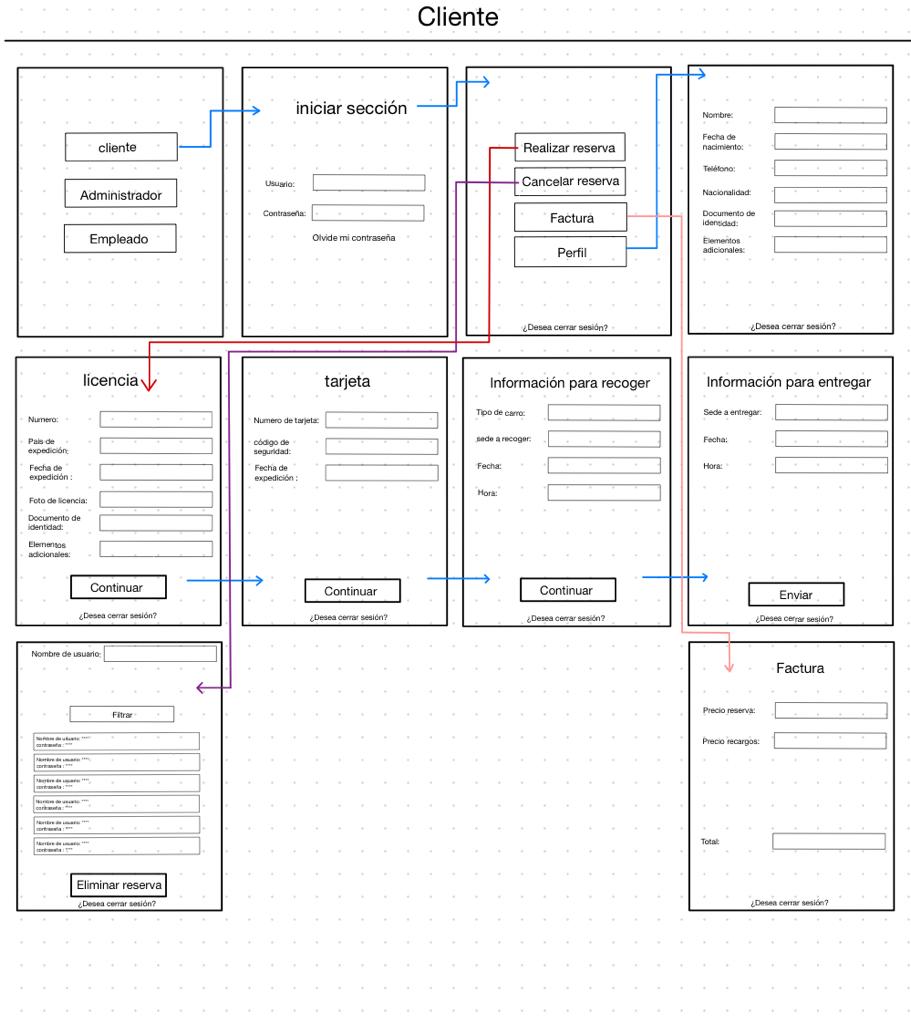 Cliente
cliente
Administrador
Empleado
iniciar sección
Usuario:
Contraseña:
Olvide mi contraseña
Realizar reserva
Cancelar reserva
Factura
Perfil
¿Desea cerrar sesión?
Nombre:
Fecha de
nacimiento:
Teléfono:
Nacionalidad:
Documento de
identidad:
Elementos
adicionales:
¿Desea cerrar sesión?
licencia
Numero:
Pais de
expedición:
Fecha de
expedición :
Foto de licencia:
Documento de
identidad:
Elementos
adicionales:
Continuar
¿Desea cerrar sesión?
tarjeta
Numero de tarjeta:
código de
seguridad:
Fecha de
expedición :
Continuar
¿Desea cerrar sesión?
Información para recoger
Tipo de carro:
sede a recoger:
Fecha:
Hora:
Continuar
¿Desea cerrar sesión?
Información para entregar
Sede a entregar:
Fecha:
Hora:
Enviar
¿Desea cerrar sesión?
Nombre de usuario:
Filtrar
Nombre de usuario: ****
contraseña : ****
Nombre de usuario: ****
contraseña : ****
Nombre de usuario: ****
contraseña : ****
Nombre de usuario: ****
contraseña : ****
Nombre de usuario: ****
contraseña : ****
Nombre de usuario: ****
contraseña : ****
Eliminar reserva
¿Desea cerrar sesión?
Factura
Precio reserva:
Precio recargos:
Total:
¿Desea cerrar sesión?